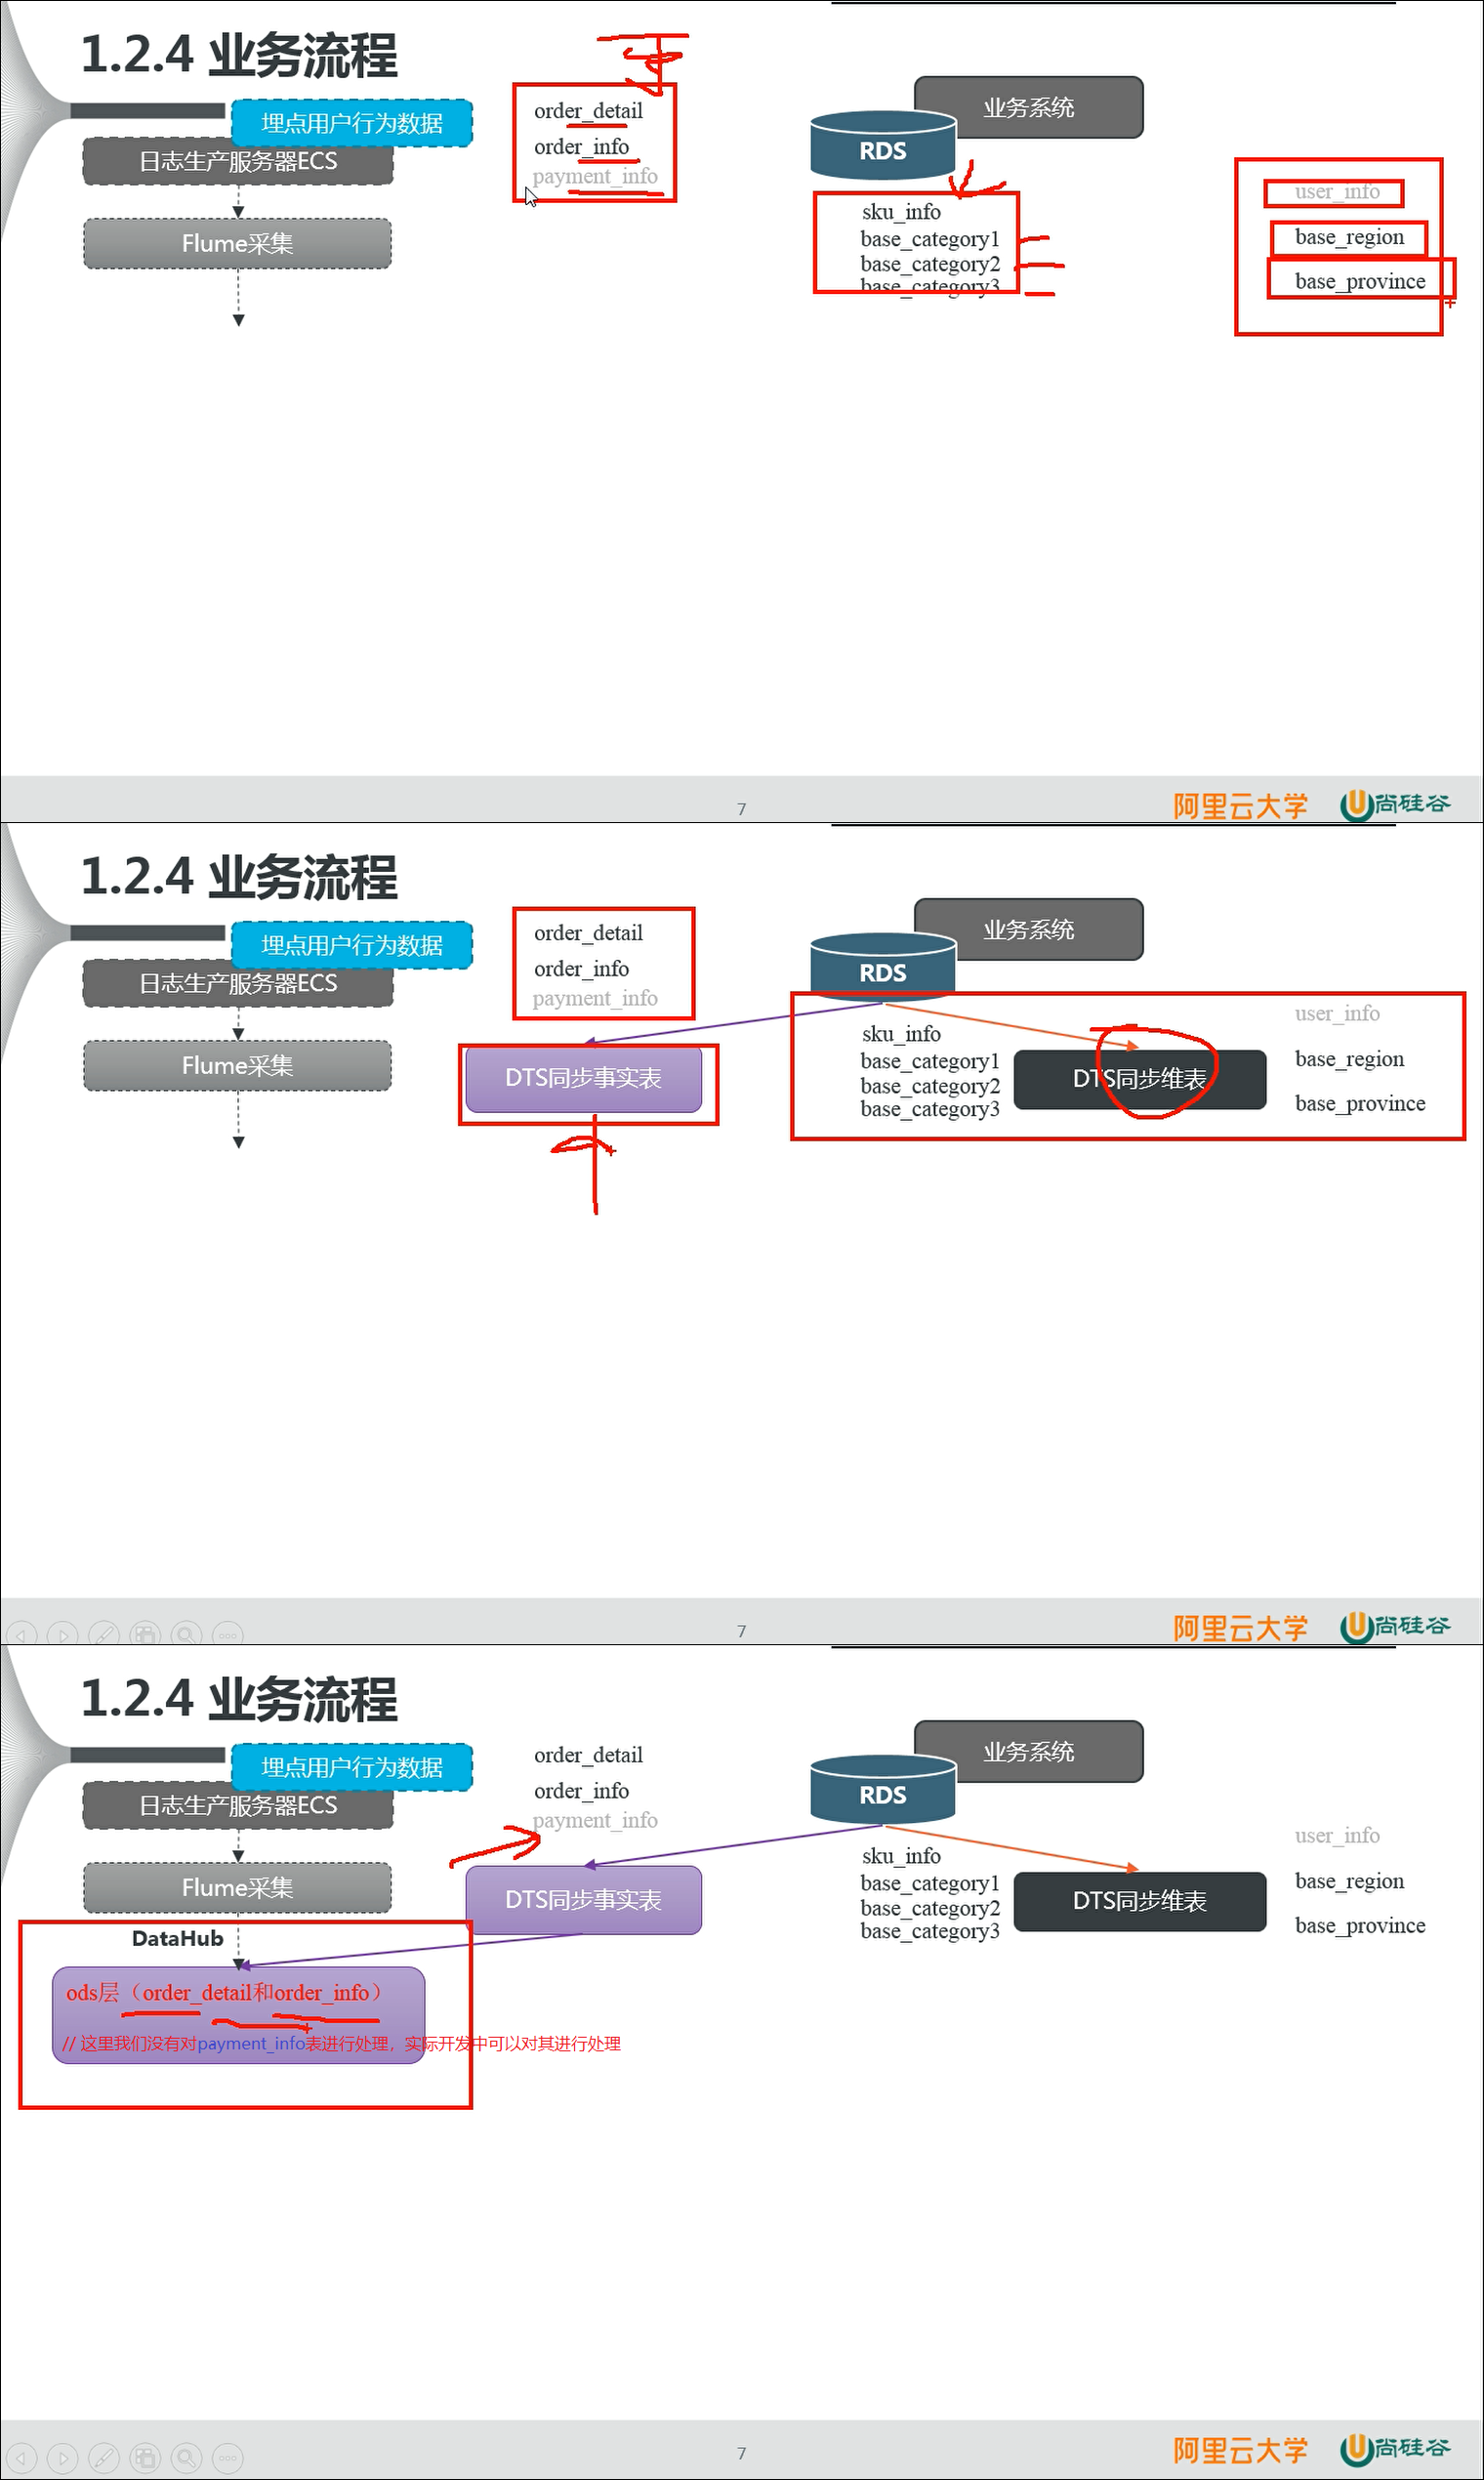 1.2.4 业务流程
埋点用户行为数据
日志生产服务器ECS
Flume采集
order_detail
order_info
payment_info
业务系统
RDS
sku_info
base_category1
base_category2
base_category3
user_info
base_region
base_province
7
阿里云大学
尚硅谷
1.2.4 业务流程
埋点用户行为数据
日志生产服务器ECS
Flume采集
order_detail
order_info
payment_info
DTS同步事实表
业务系统
RDS
sku_info
base_category1
base_category2
base_category3
DTS同步维表
user_info
base_region
base_province
7
阿里云大学
尚硅谷
1.2.4 业务流程
埋点用户行为数据
日志生产服务器ECS
Flume采集
order_detail
order_info
payment_info
DTS同步事实表
业务系统
RDS
sku_info
base_category1
base_category2
base_category3
DTS同步维表
user_info
base_region
base_province
DataHub
ods层（order_detail和order_info）
// 这里我们没有对payment_info表进行处理，实际开发中可以对其进行处理
7
阿里云大学
尚硅谷